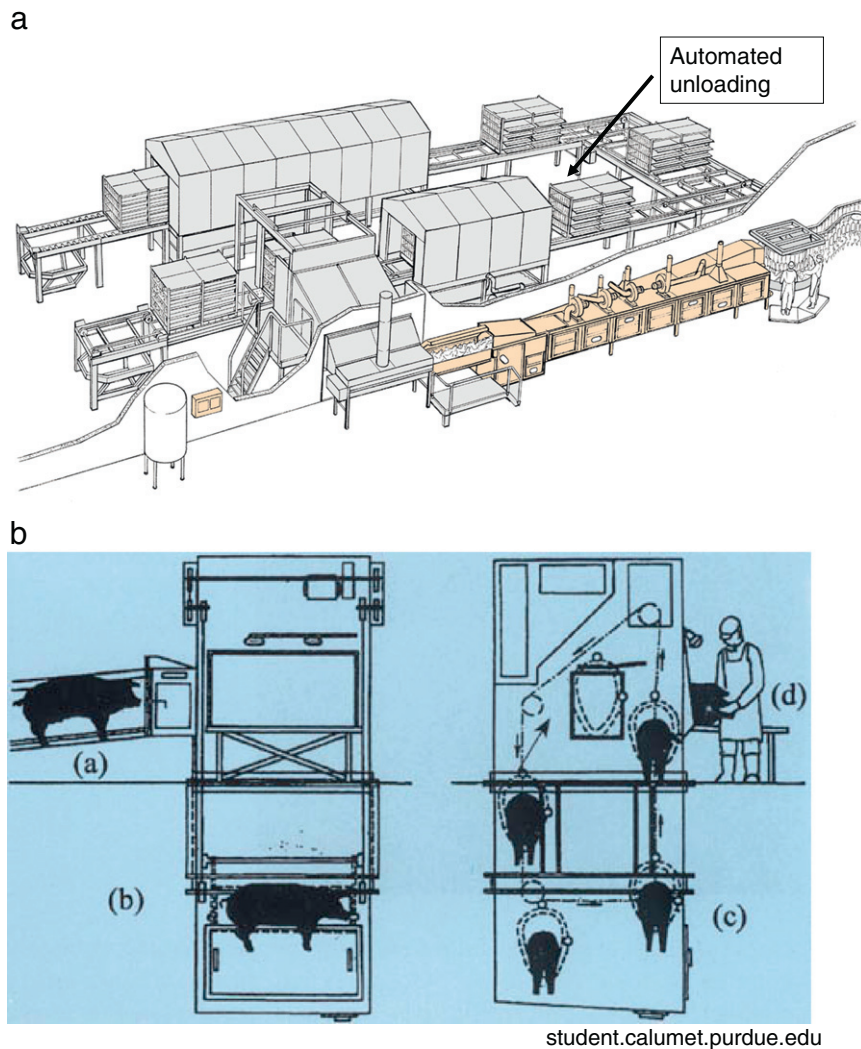 a
Automated
unloading
b
(a)
(b)
(c)
(d)
student.calumet.purdue.edu